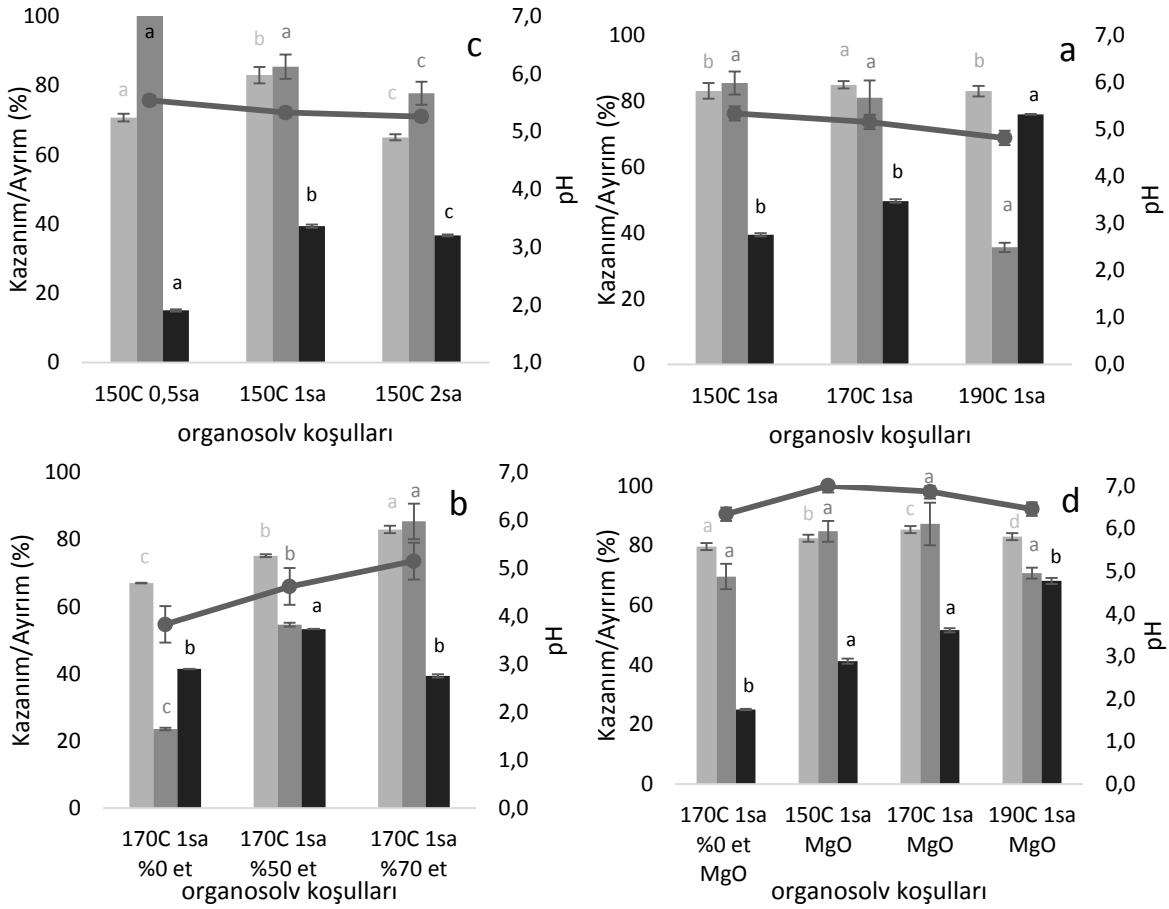 c
Kazanım/Ayrım (%)
100
80
60
40
20
0
a
a
a
b
a
b
c
c
c
7,0
6,0
5,0
4,0
3,0
2,0
1,0
pH
150C 0,5sa
150C 1sa
150C 2sa
organosolv koşulları
a
Kazanım/Ayırım (%)
100
80
60
40
20
0
b
a
b
a
a
b
b
a
a
7,0
6,0
5,0
4,0
3,0
2,0
1,0
0,0
pH
150C 1sa
170C 1sa
190C 1sa
organoslv koşulları
b
Kazanım/Ayırım (%)
100
80
60
40
20
0
c
c
b
b
b
a
a
a
b
7,0
6,0
5,0
4,0
3,0
2,0
1,0
0,0
pH
170C 1sa
%0 et
170C 1sa
%50 et
170C 1sa
%70 et
organosolv koşulları
d
Kazanım/Ayırım (%)
100
80
60
40
20
0
a
a
b
b
a
a
c
a
a
d
a
b
7,0
6,0
5,0
4,0
3,0
2,0
1,0
0,0
pH
170C 1sa
%0 et
MgO
150C 1sa
MgO
170C 1sa
MgO
190C 1sa
MgO
organosolv koşulları